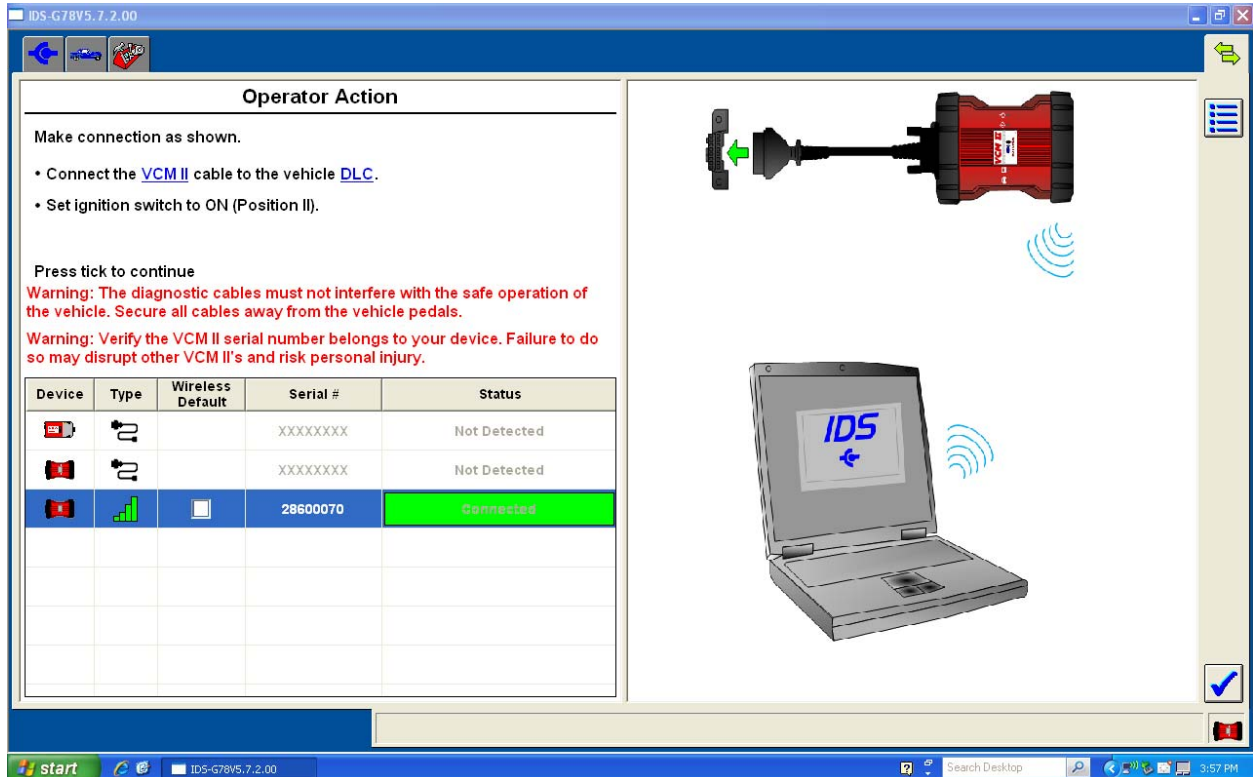 IDS-G78V5.7.2.00
Operator Action
Make connection as shown.
• Connect the VCM II cable to the vehicle DLC.
• Set ignition switch to ON (Position II).
Press tick to continue
Warning: The diagnostic cables must not interfere with the safe operation of
the vehicle. Secure all cables away from the vehicle pedals.
Warning: Verify the VCM II serial number belongs to your device. Failure to do
so may disrupt other VCM II's and risk personal injury.
Device Type Wireless Default Serial # Status
XXXXXXXX Not Detected
XXXXXXXX Not Detected
28600070 Connected
VCM II
IDS
start IDS-G78V5.7.2.00 Search Desktop 3:57 PM